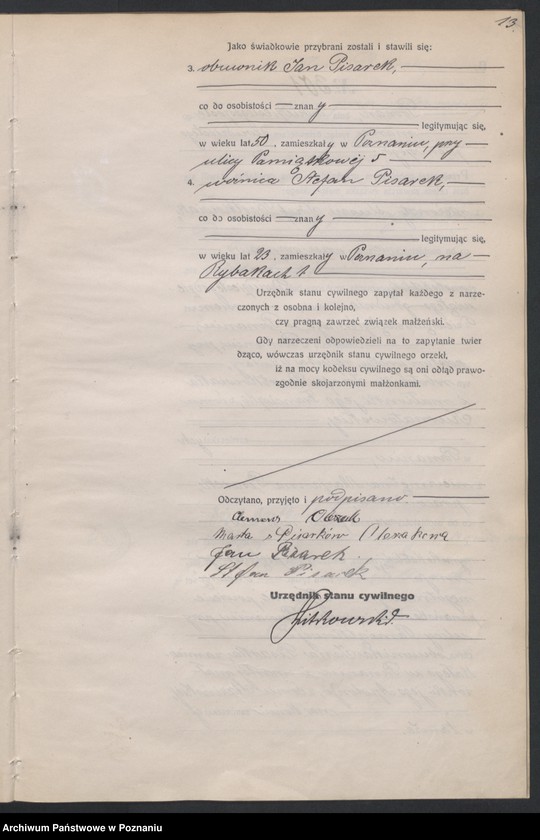 13.
Jako świadkowie przybrani zostali i stawili się:
3. obuwnik Jan Pisarek,
co do osobistości znany
legitymując się,
w wieku lat 50, zamieszkały w Poznaniu, przy
ulicy Pamiątkowej 5
4. woźnica Stefan Pisarek,
co do osobistości znany
legitymując się,
w wieku lat 23, zamieszkały w Poznaniu, na
Rybakach 1
Urzędnik stanu cywilnego zapytał każdego z narze-
czonych z osobna i kolejno,
czy pragną zawrzeć związek małżeński.
Gdy narzeczeni odpowiedzieli na to zapytanie twier
dząco, wówczas urzędnik stanu cywilnego orzekł,
iż na mocy kodeksu cywilnego są oni odtąd prawo-
zgodnie skojarzonymi małżonkami.
Odczytano, przyjęto i podpisano.
Clemens
Marta z Pisarków
Jan Pisarek.
Stefan Pisarek
Urzędnik stanu cywilnego
Archiwum Państwowe w Poznaniu